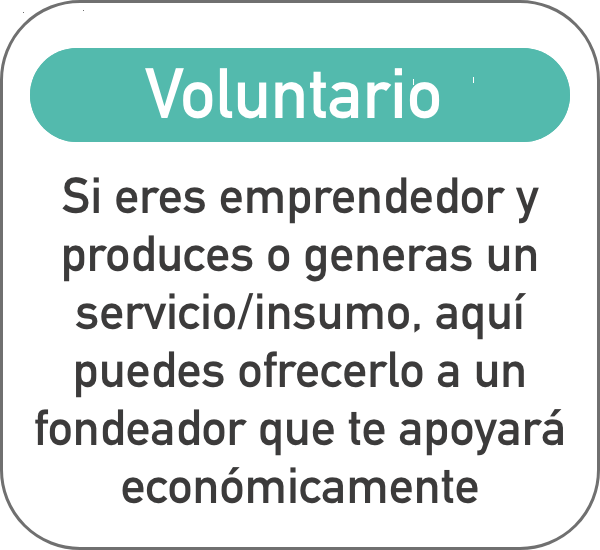 Voluntario
Si eres emprendedor y
produces o generas un
servicio/insumo, aquí
puedes ofrecerlo a un
fondeador que te apoyará
económicamente